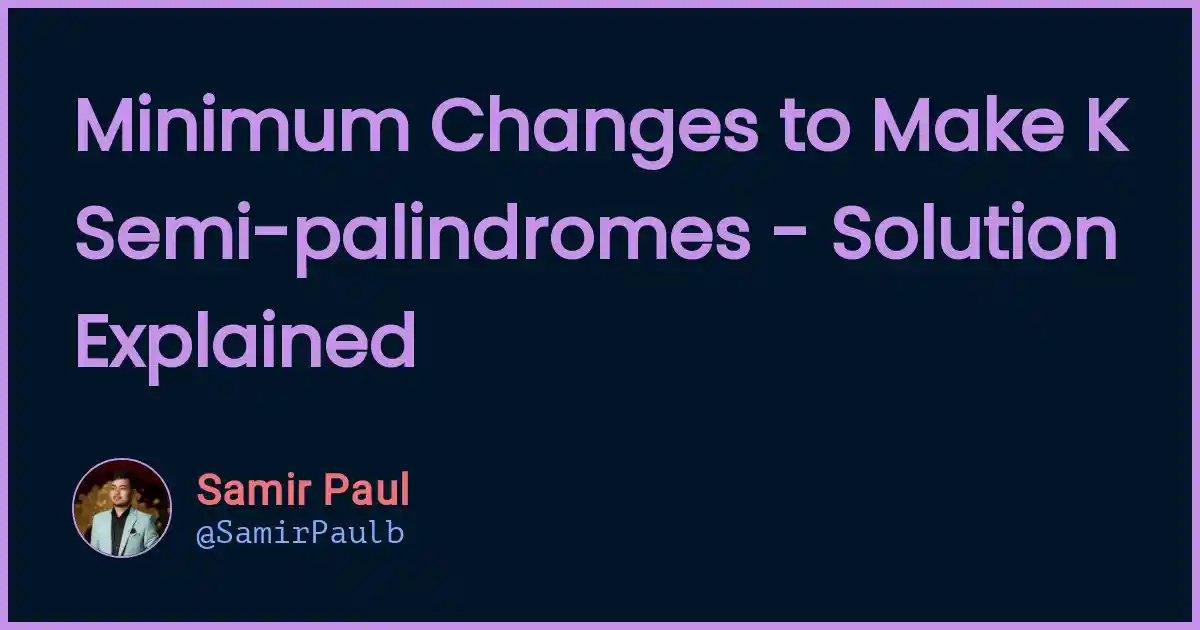 Minimum Changes to Make K
Semi-palindromes - Solution
Explained
Samir Paul
@SamirPaulb